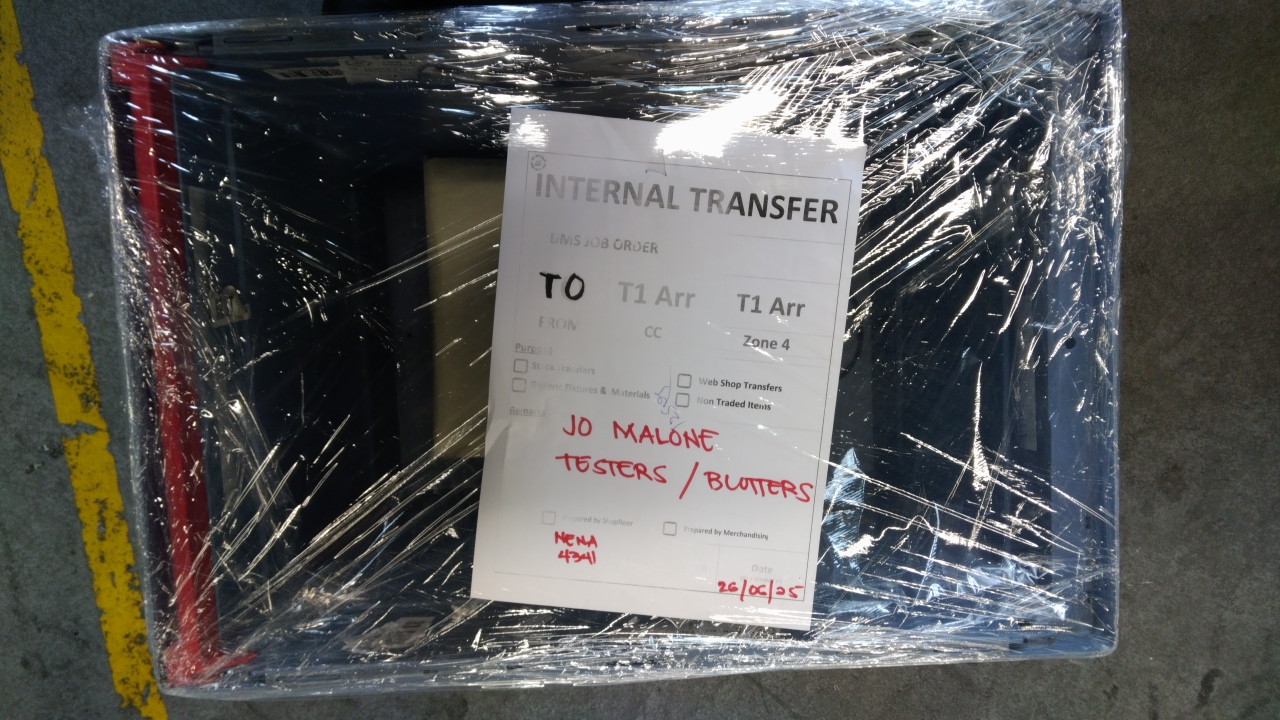 INTERNAL TRANSFER
DMS JOB ORDER
TO T1 Arr T1 Arr
FROM CC Zone 4
Purpose
Stock Transfers Web Shop Transfers
Generic Fixtures & Materials Non Traded Items
Remarks
JO MALONE
TESTERS / BLOTTERS
Prepared by Shopfloor Prepared by Merchandising
NENA
4341
Date
26/06/25